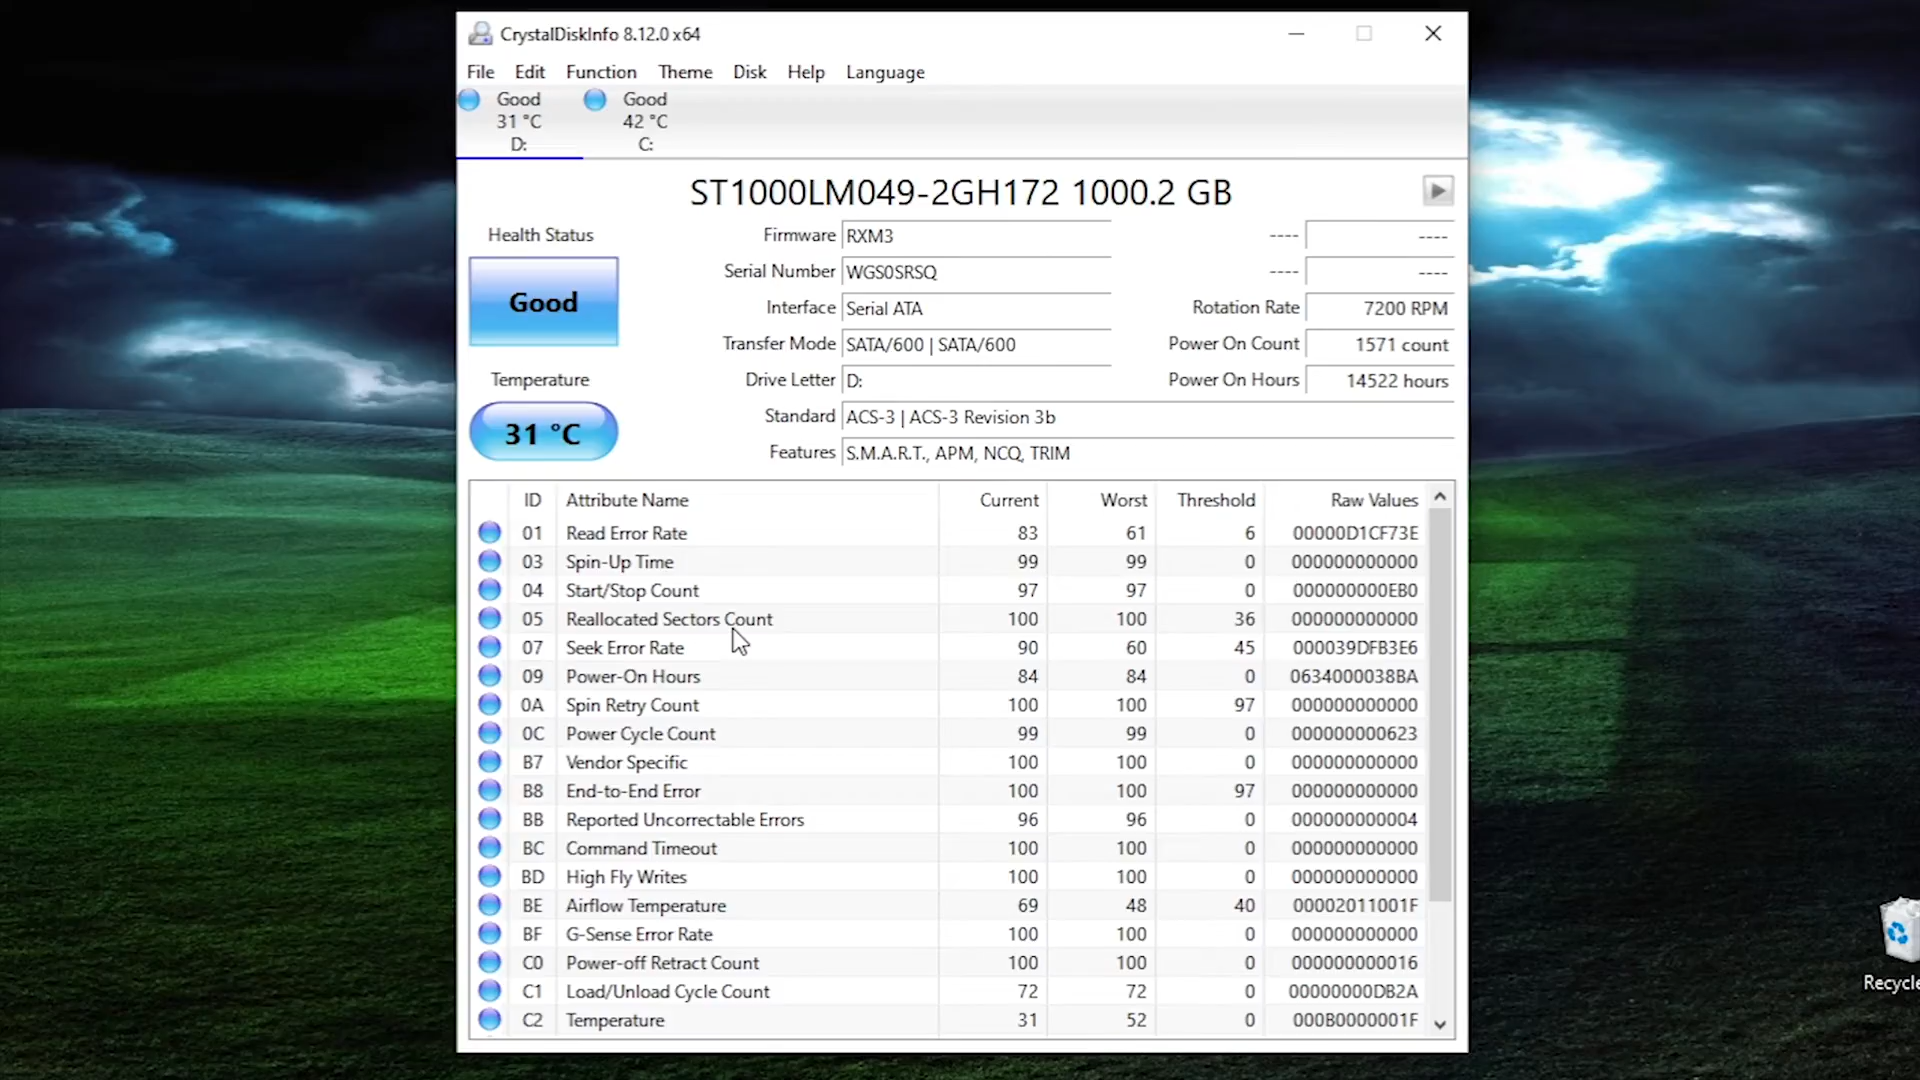 CrystalDiskInfo 8.12.0 x64
File Edit Function Theme Disk Help Language
Good Good
31 °C 42 °C
D: C:
ST1000LM049-2GH172 1000.2 GB
Health Status
Good
Temperature
31 °C
Firmware RXM3 ---- ----
Serial Number WGS0SRSQ ---- ----
Interface Serial ATA Rotation Rate 7200 RPM
Transfer Mode SATA/600 | SATA/600 Power On Count 1571 count
Drive Letter D: Power On Hours 14522 hours
Standard ACS-3 | ACS-3 Revision 3b
Features S.M.A.R.T., APM, NCQ, TRIM
ID Attribute Name Current Worst Threshold Raw Values
01 Read Error Rate 83 61 6 00000D1CF73E
03 Spin-Up Time 99 99 0 000000000000
04 Start/Stop Count 97 97 0 000000000EB0
05 Reallocated Sectors Count 100 100 36 000000000000
07 Seek Error Rate 90 60 45 000039DFB3E6
09 Power-On Hours 84 84 0 0634000038BA
0A Spin Retry Count 100 100 97 000000000000
0C Power Cycle Count 99 99 0 000000000623
B7 Vendor Specific 100 100 0 000000000000
B8 End-to-End Error 100 100 97 000000000000
BB Reported Uncorrectable Errors 96 96 0 000000000004
BC Command Timeout 100 100 0 000000000000
BD High Fly Writes 100 100 0 000000000000
BE Airflow Temperature 69 48 40 00002011001F
BF G-Sense Error Rate 100 100 0 000000000000
C0 Power-off Retract Count 100 100 0 000000000016
C1 Load/Unload Cycle Count 72 72 0 00000000DB2A
C2 Temperature 31 52 0 000B0000001F
Recycle